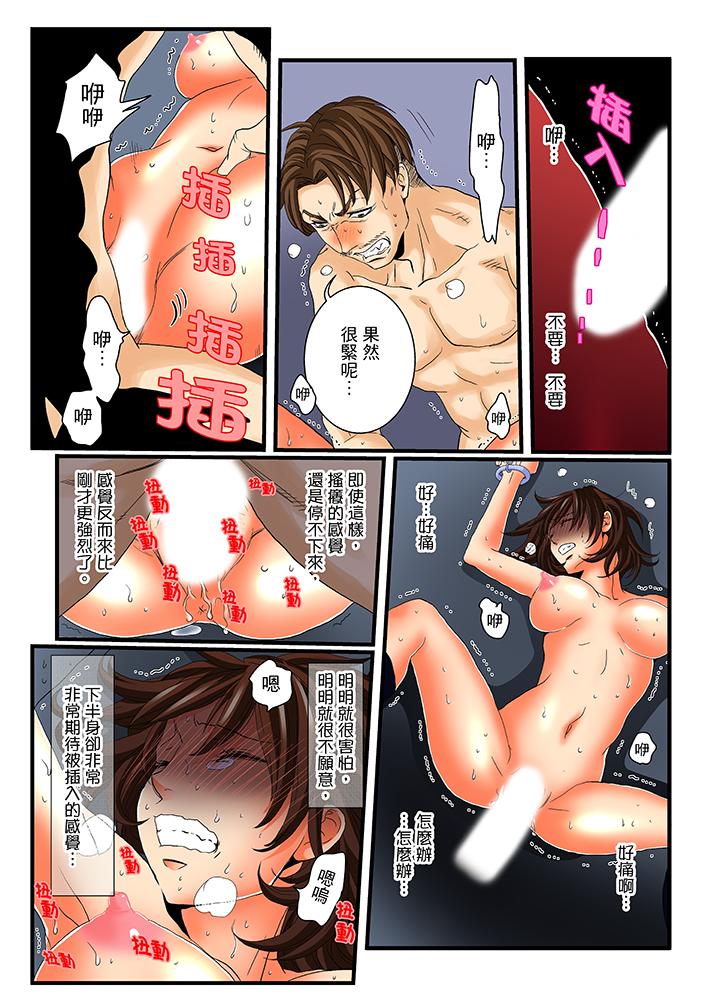 插入
咿…
不要…不要
咿…
果然
很緊呢…
咿
咿
咿咿
插
插
插
插
咿…
咿
好…好痛
咿
咿
好痛啊…
怎麼辦
…怎麼辦…
即使這樣,
搔癢的感覺
還是停不下來,
感覺反而來比
剛才更強烈了。
扭動
扭動
扭動
扭動
扭動
扭動
扭動
明明就很害怕,
明明就很不願意,
嗯
嗯嗚
下半身卻非常
非常期待被插入的感覺…
扭動
扭動
扭動
扭動
扭動